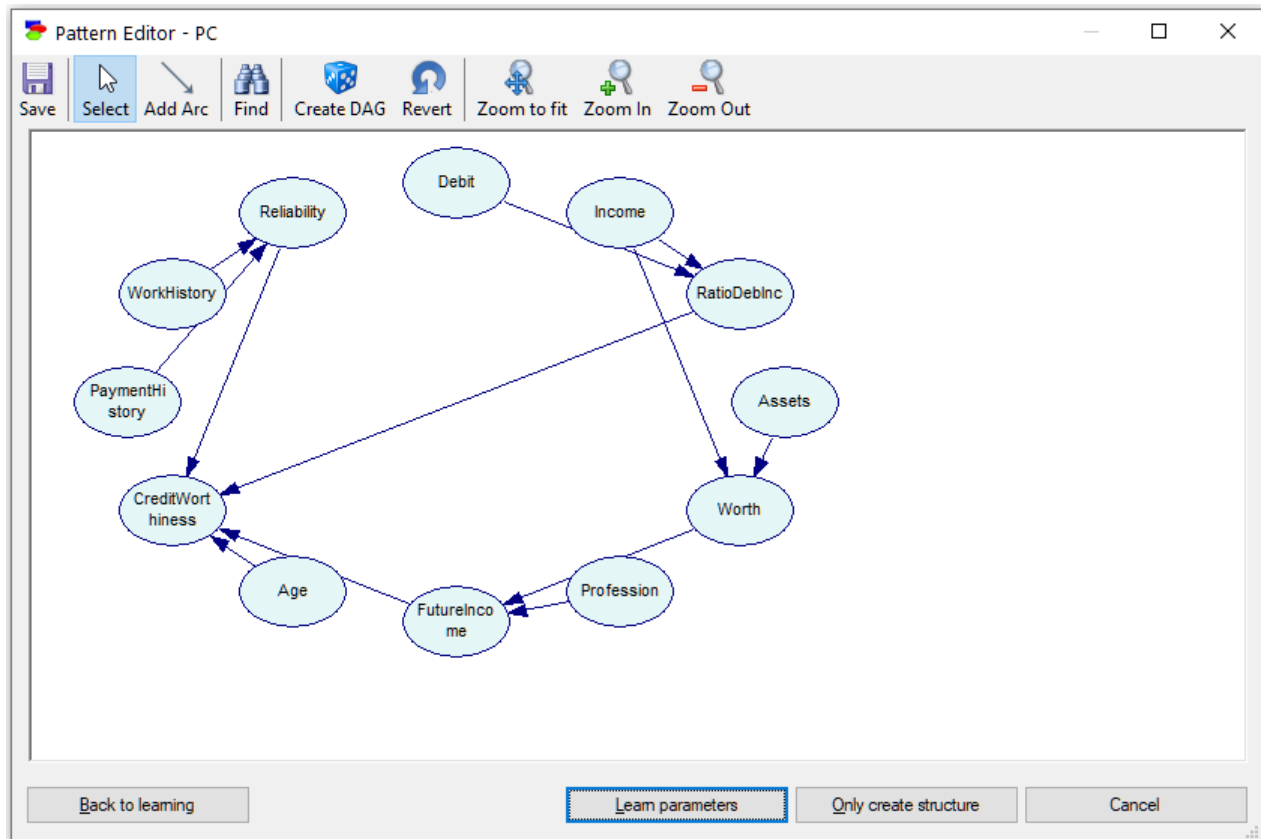 Pattern Editor - PC
Save Select Add Arc Find Create DAG Revert Zoom to fit Zoom In Zoom Out
Debit
Reliability
Income
WorkHistory
RatioDebInc
PaymentHi
story
Assets
CreditWort
hiness
Worth
Age
Profession
FutureInco
me
Back to learning
Learn parameters
Only create structure
Cancel